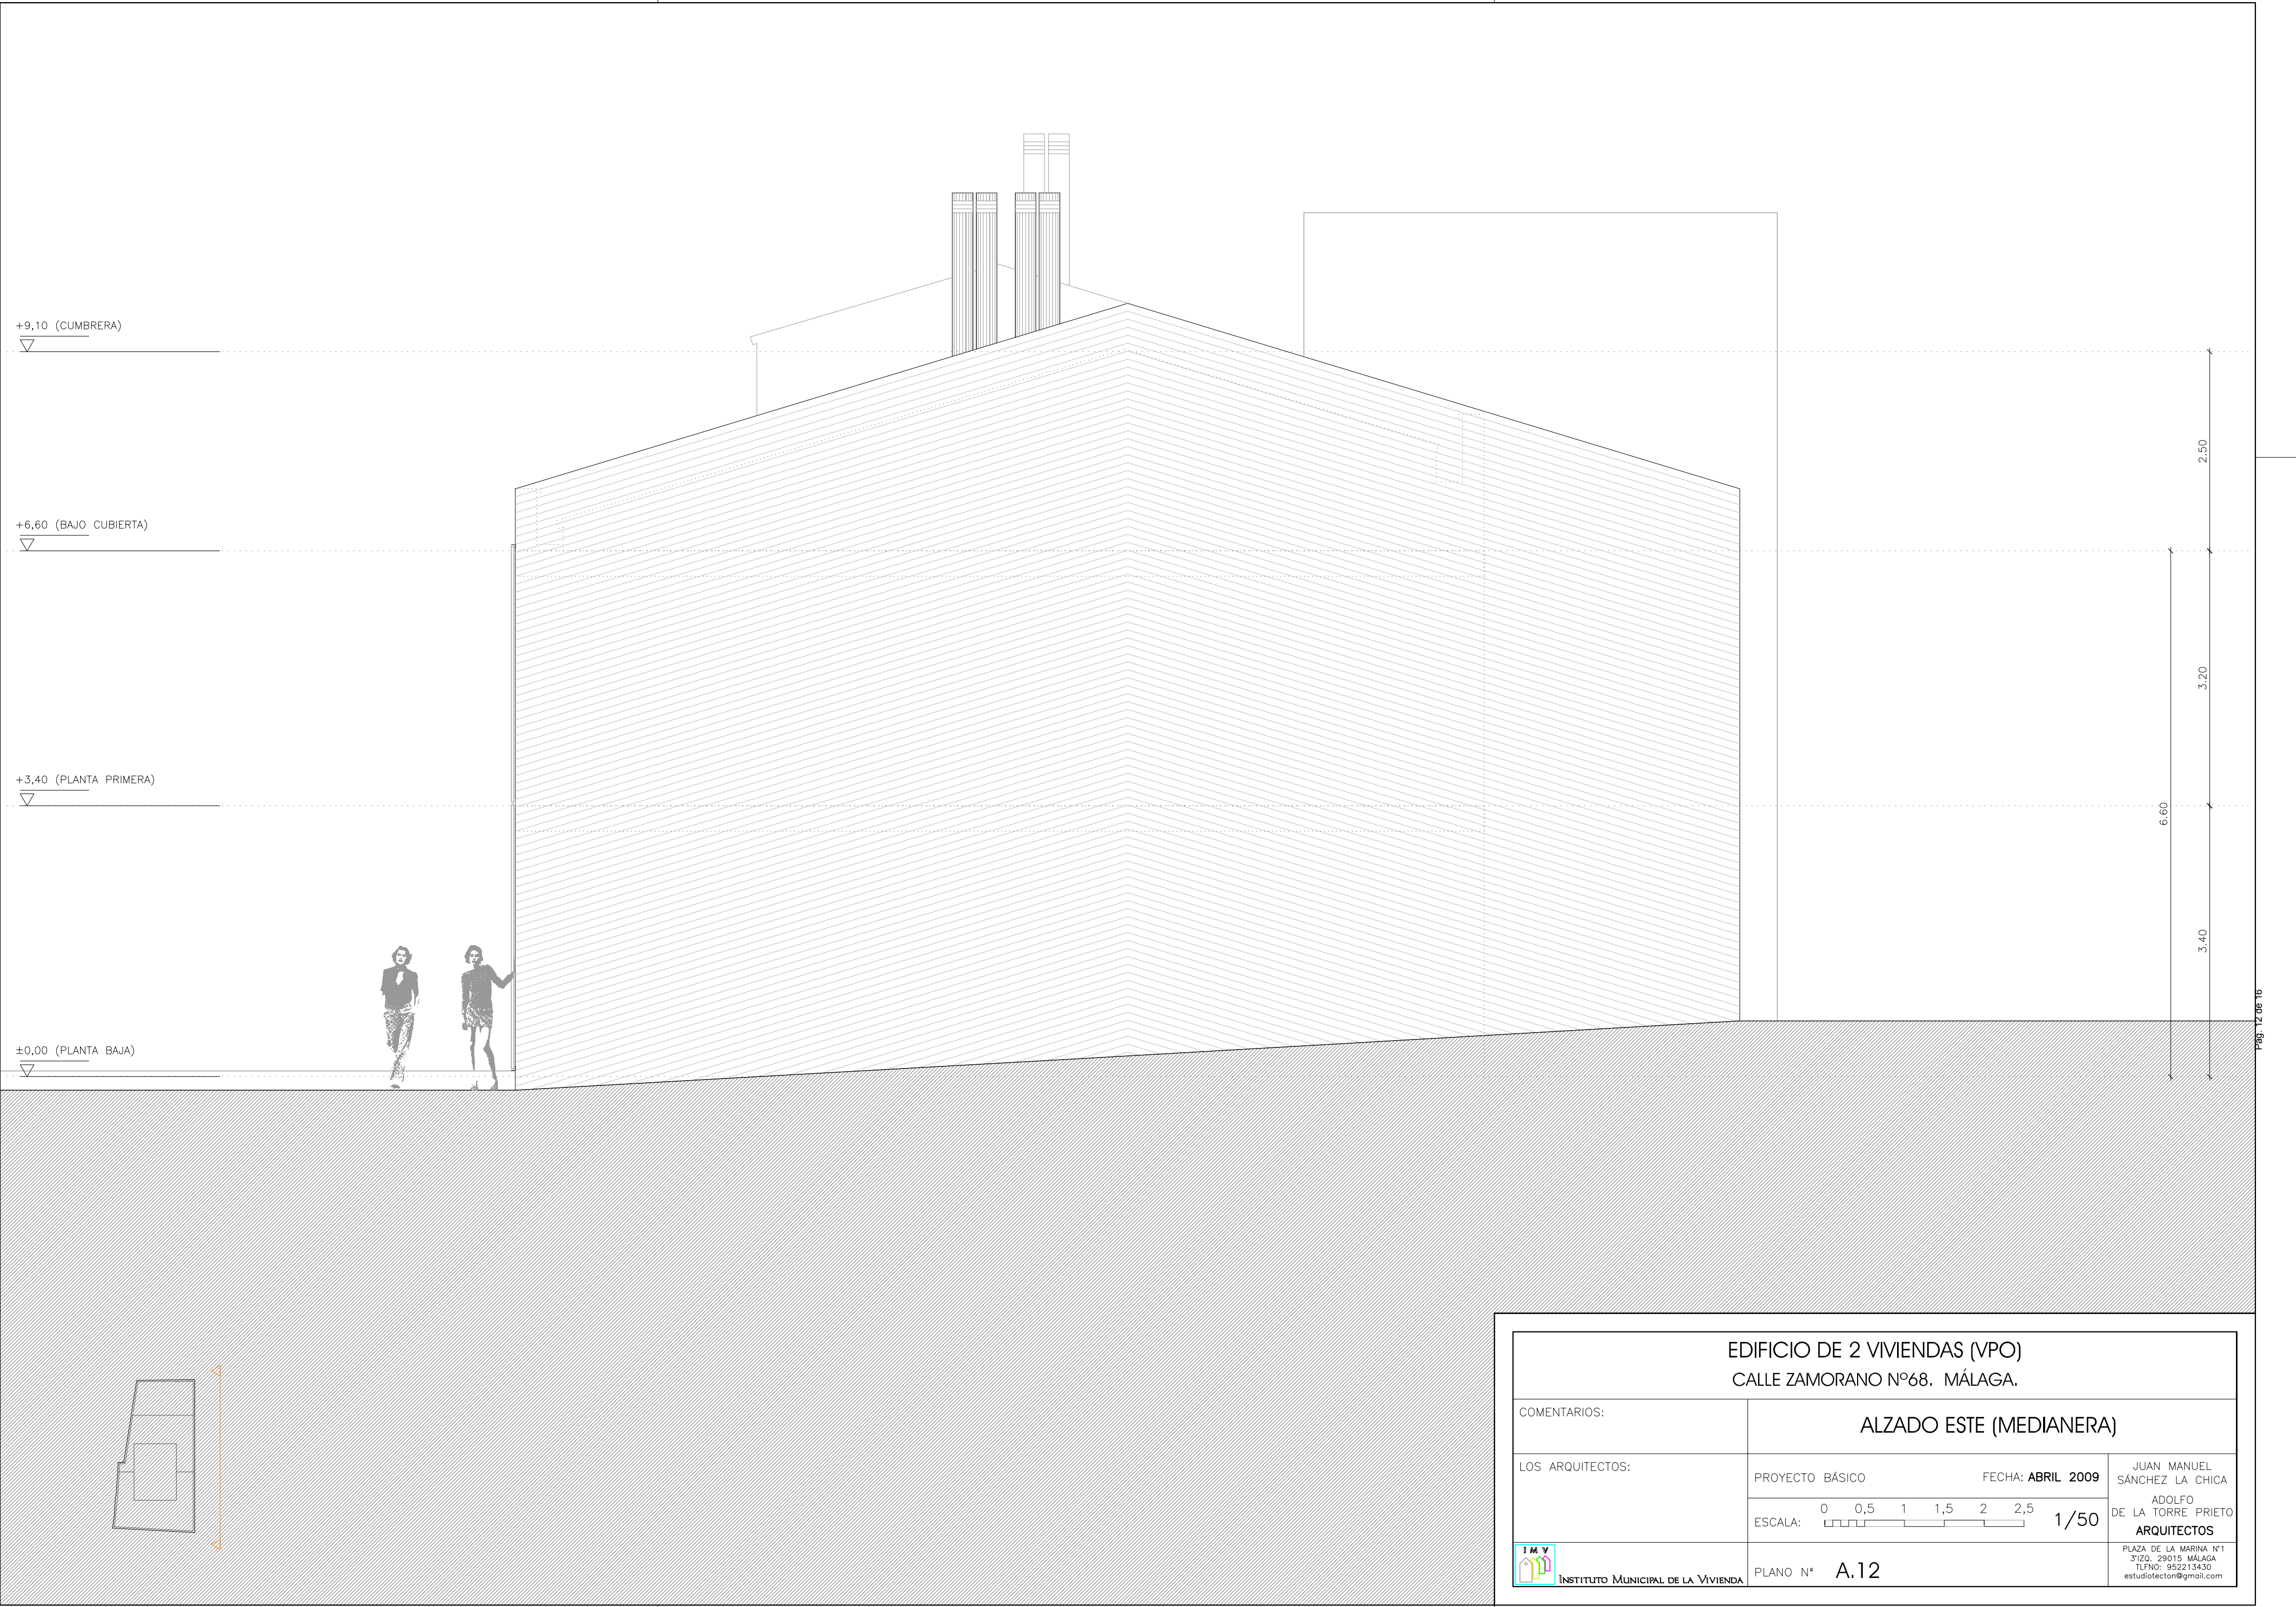 +9,10 (CUMBRERA)
+6,60 (BAJO CUBIERTA)
+3,40 (PLANTA PRIMERA)
±0,00 (PLANTA BAJA)
2.50
3.20
6.60
3.40
Pág. 12 de 16
EDIFICIO DE 2 VIVIENDAS (VPO)
CALLE ZAMORANO Nº68. MÁLAGA.
COMENTARIOS:
ALZADO ESTE (MEDIANERA)
LOS ARQUITECTOS:
PROYECTO BÁSICO
FECHA: ABRIL 2009
ESCALA:
0 0,5 1 1,5 2 2,5
1/50
JUAN MANUEL
SÁNCHEZ LA CHICA
ADOLFO
DE LA TORRE PRIETO
ARQUITECTOS
IMV
INSTITUTO MUNICIPAL DE LA VIVIENDA
PLANO Nº A.12
PLAZA DE LA MARINA Nº1
3ºIZQ. 29015 MÁLAGA
TLFNO: 952213430
estudiotecton@gmail.com